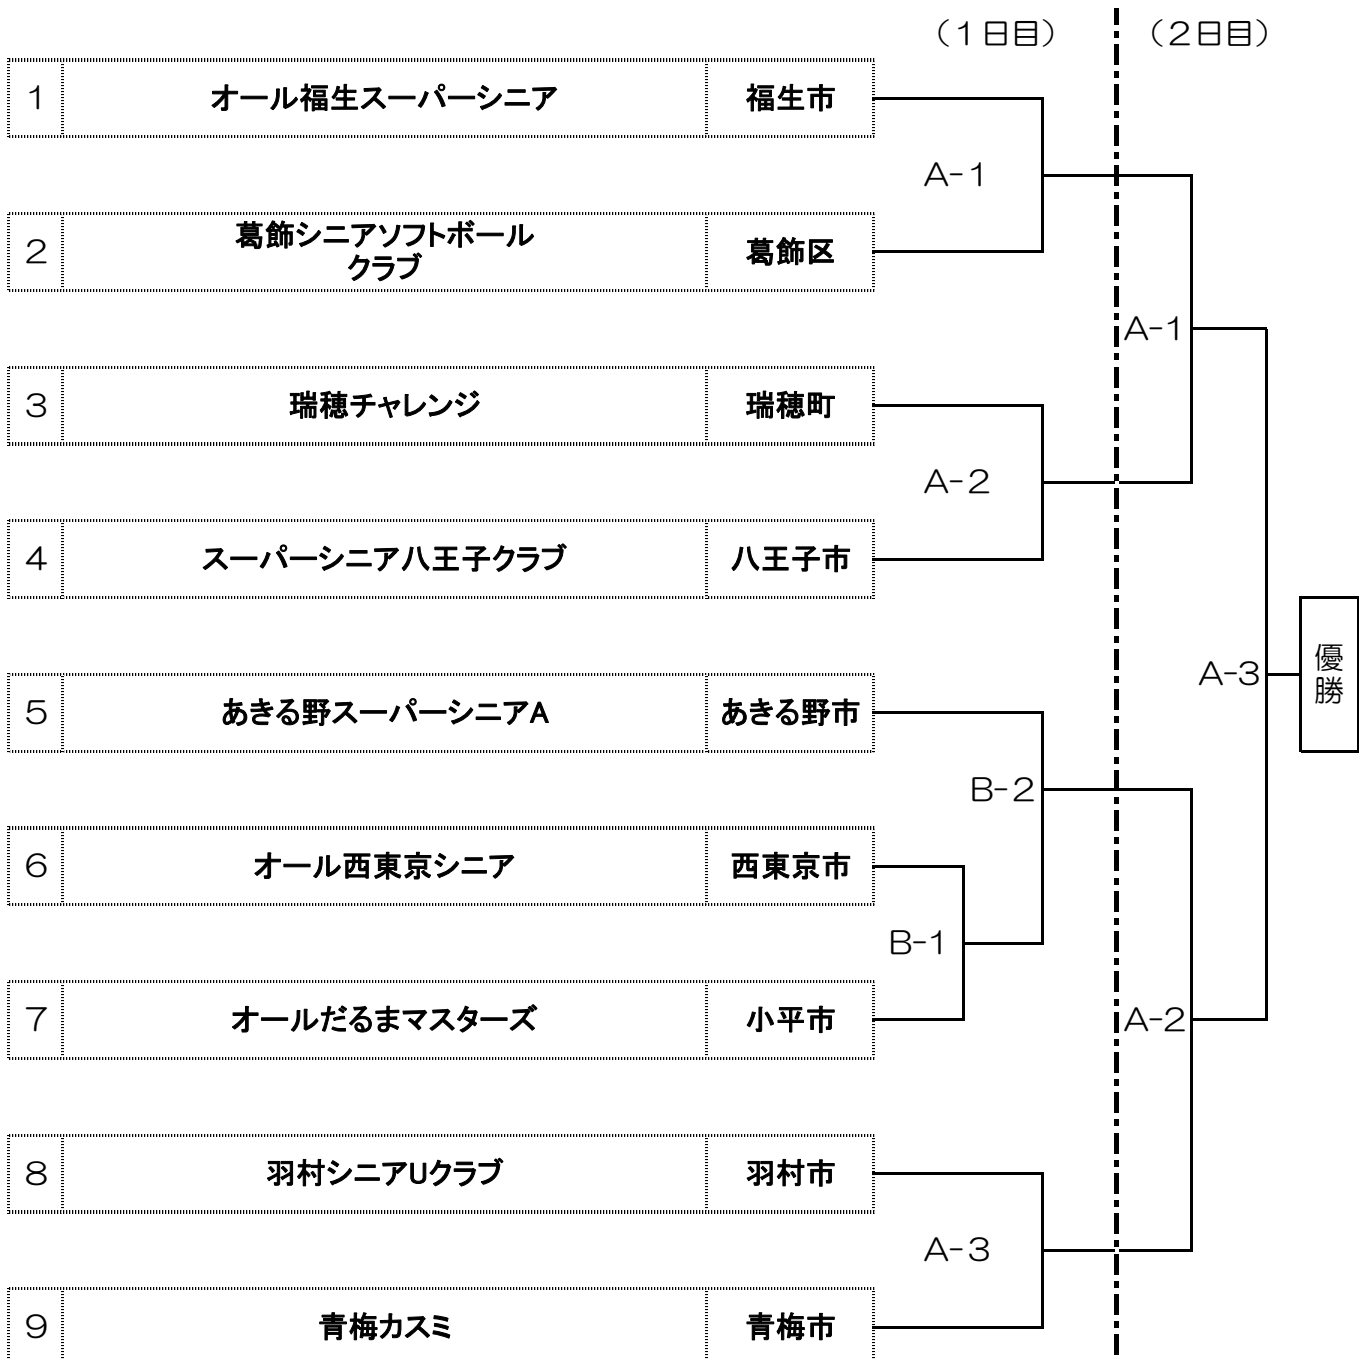 （１日目）
（２日目）
１ オール福生スーパーシニア 福生市
A-１
２ 葛飾シニアソフトボール
クラブ 葛飾区
A-１
３ 瑞穂チャレンジ 瑞穂町
A-２
４ スーパーシニア八王子クラブ 八王子市
優勝
A-３
５ あきる野スーパーシニアA あきる野市
B-２
６ オール西東京シニア 西東京市
B-１
７ オールだるまマスターズ 小平市
A-２
８ 羽村シニアUクラブ 羽村市
A-３
９ 青梅カスミ 青梅市